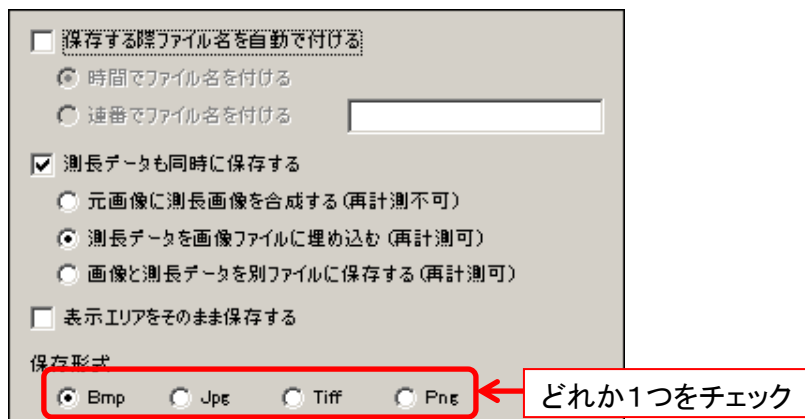 保存する際ファイル名を自動で付ける
時間でファイル名を付ける
連番でファイル名を付ける
測長データも同時に保存する
元画像に測長画像を合成する(再計測不可)
測長データを画像ファイルに埋め込む(再計測可)
画像と測長データを別ファイルに保存する(再計測可)
表示エリアをそのまま保存する
保存形式
Bmp Jpg Tiff Png どれか1つをチェック